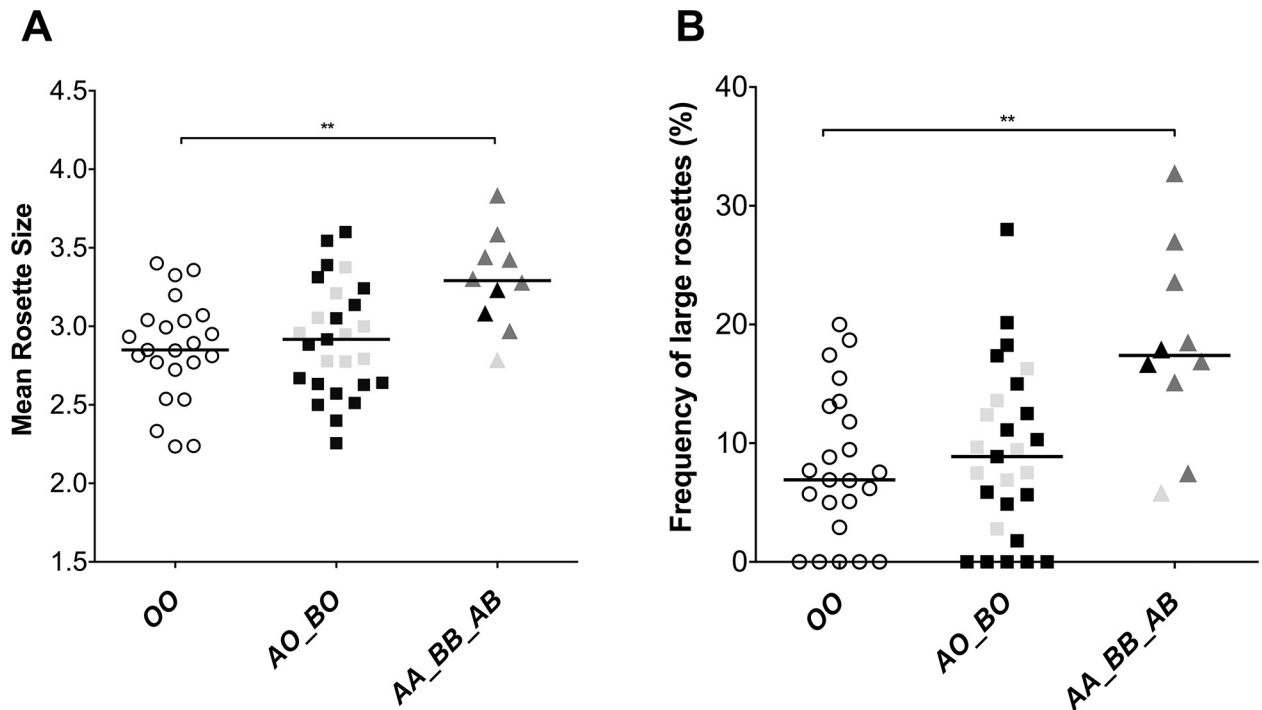 A
Mean Rosette Size
4.5
4.0
3.5
3.0
2.5
2.0
1.5
**
OO
AO_BO
AA_BB_AB
B
Frequency of large rosettes (%)
40
30
20
10
0
**
OO
AO_BO
AA_BB_AB